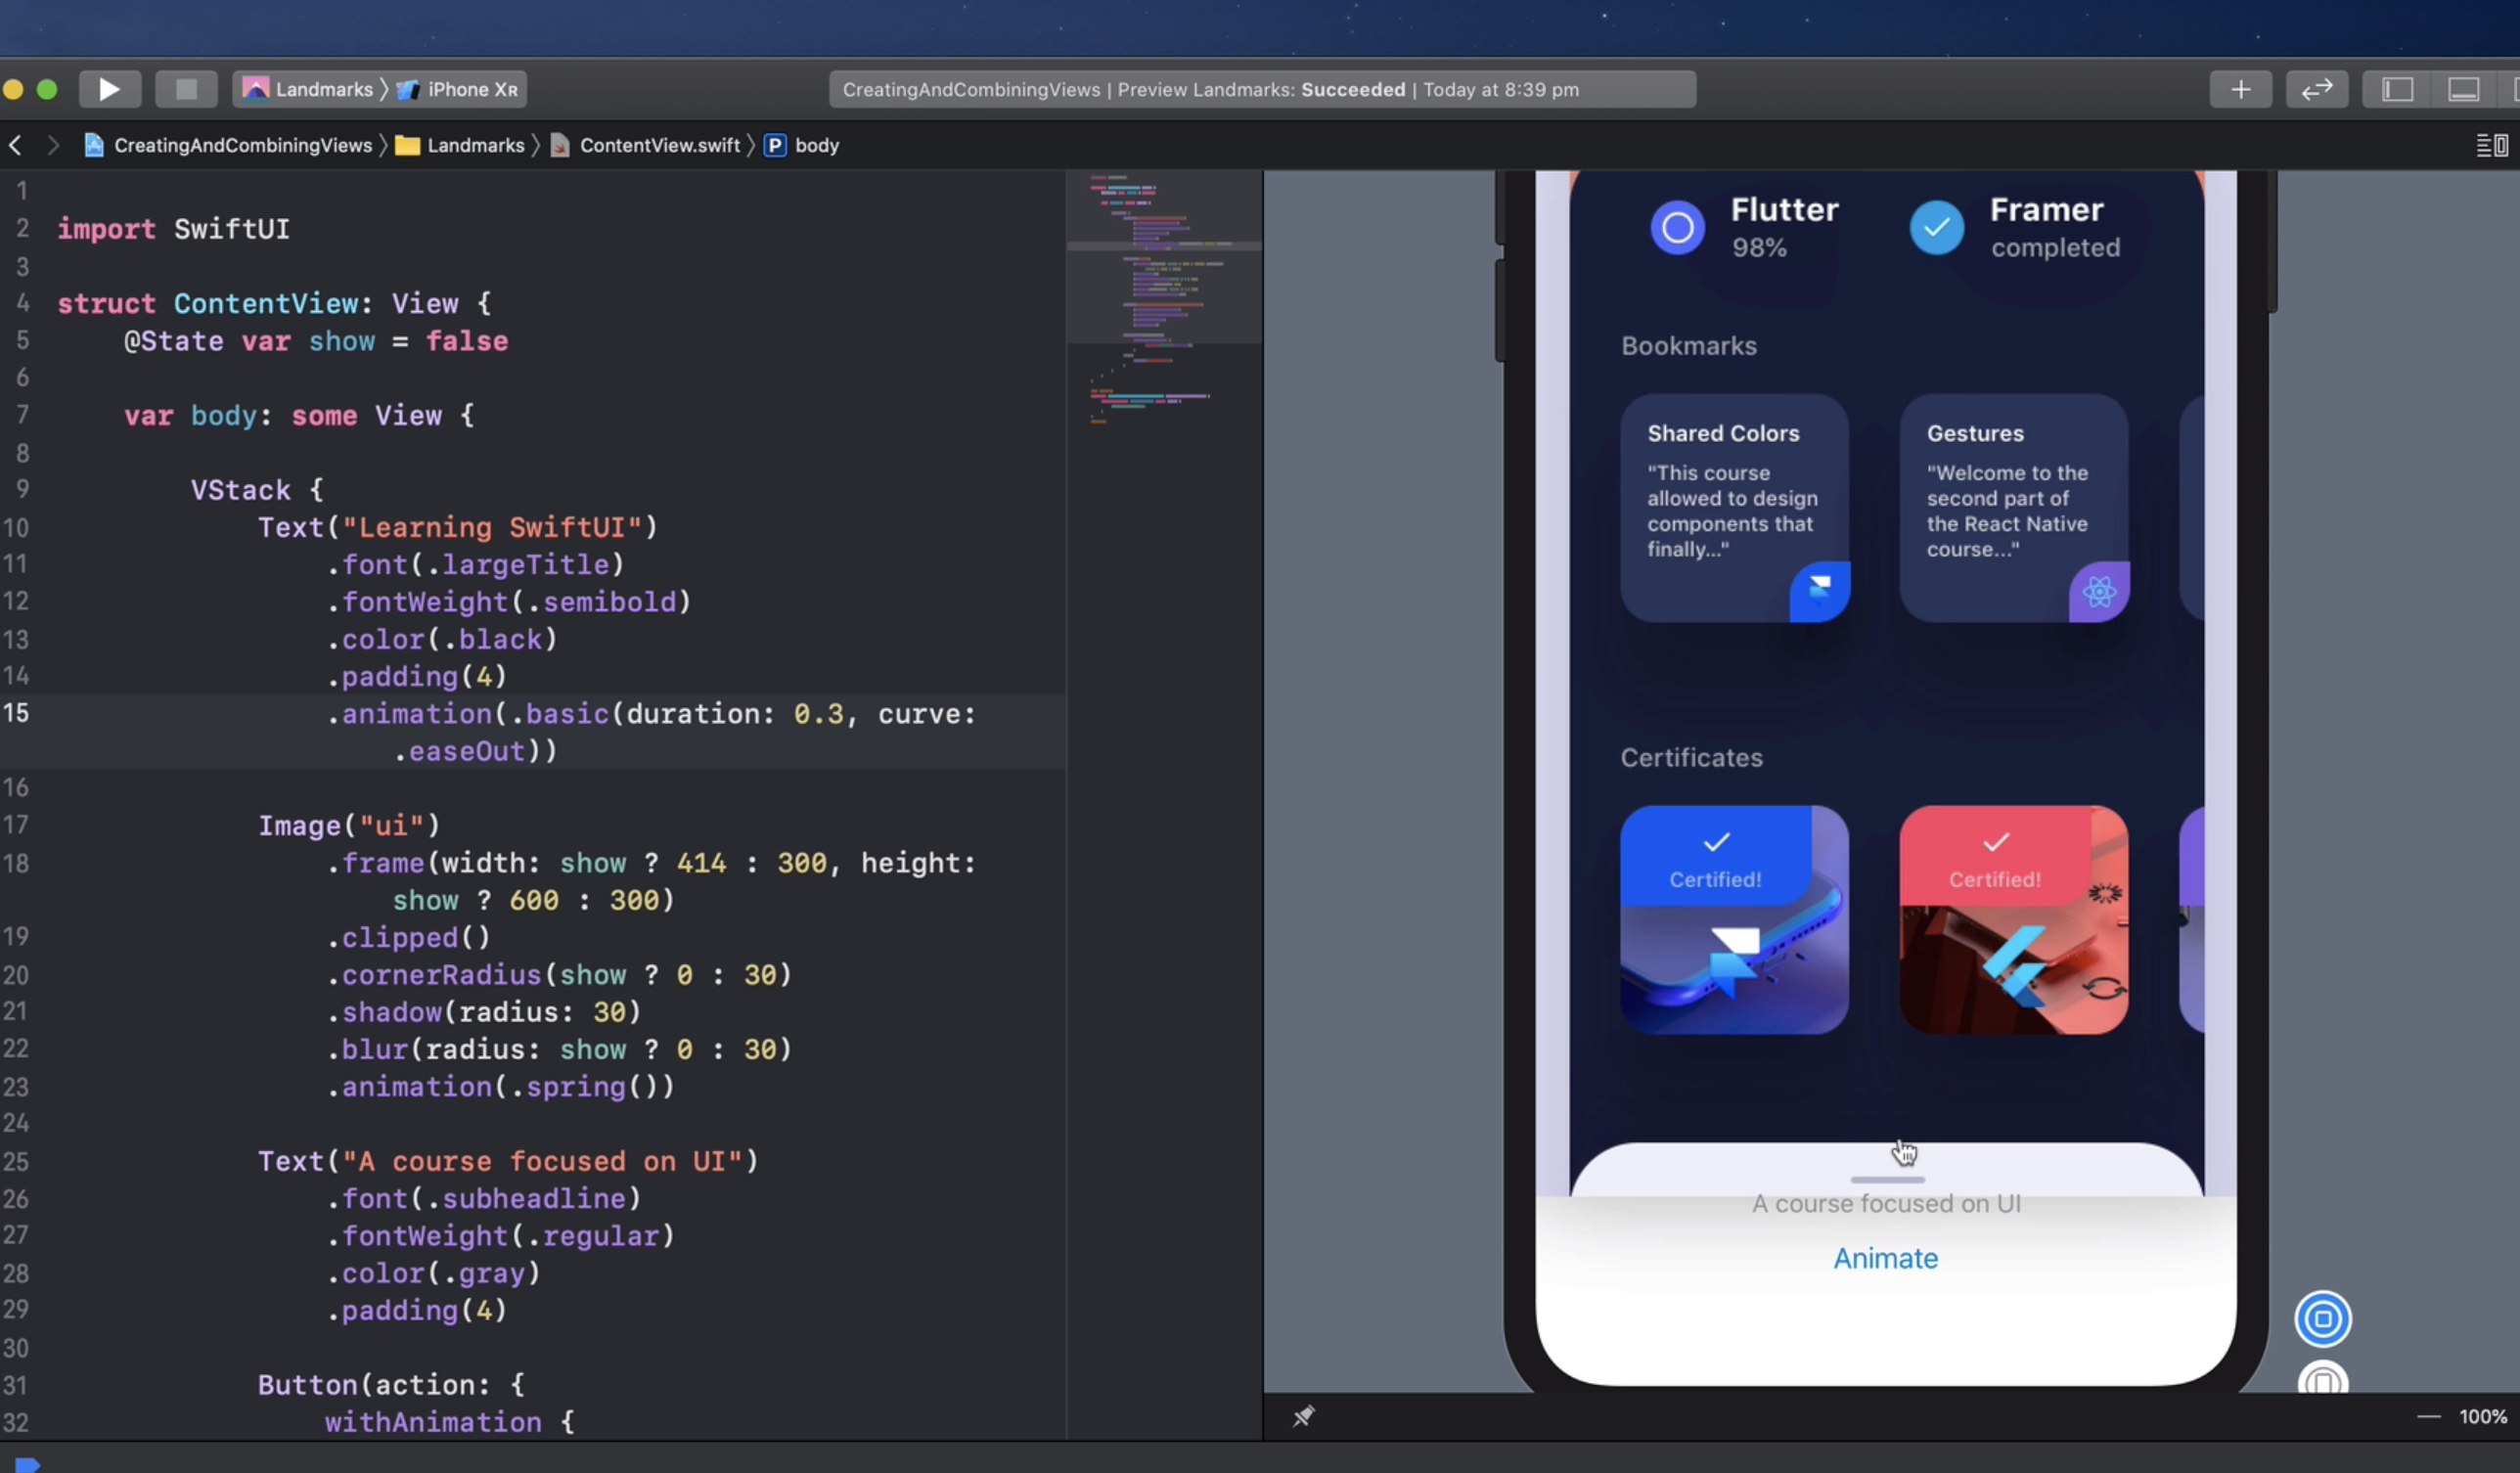 Landmarks 〉 iPhone XR
CreatingAndCombiningViews | Preview Landmarks: Succeeded | Today at 8:39 pm
CreatingAndCombiningViews 〉 Landmarks 〉 ContentView.swift 〉 P body
1
2 import SwiftUI
3
4 struct ContentView: View {
5 @State var show = false
6
7 var body: some View {
8
9 VStack {
10 Text("Learning SwiftUI")
11 .font(.largeTitle)
12 .fontWeight(.semibold)
13 .color(.black)
14 .padding(4)
15 .animation(.basic(duration: 0.3, curve:
.easeOut))
16
17 Image("ui")
18 .frame(width: show ? 414 : 300, height:
show ? 600 : 300)
19 .clipped()
20 .cornerRadius(show ? 0 : 30)
21 .shadow(radius: 30)
22 .blur(radius: show ? 0 : 30)
23 .animation(.spring())
24
25 Text("A course focused on UI")
26 .font(.subheadline)
27 .fontWeight(.regular)
28 .color(.gray)
29 .padding(4)
30
31 Button(action: {
32 withAnimation {
Flutter
98%
Framer
completed
Bookmarks
Shared Colors
"This course
allowed to design
components that
finally..."
Gestures
"Welcome to the
second part of
the React Native
course..."
Certificates
Certified!
Certified!
A course focused on UI
Animate
100%